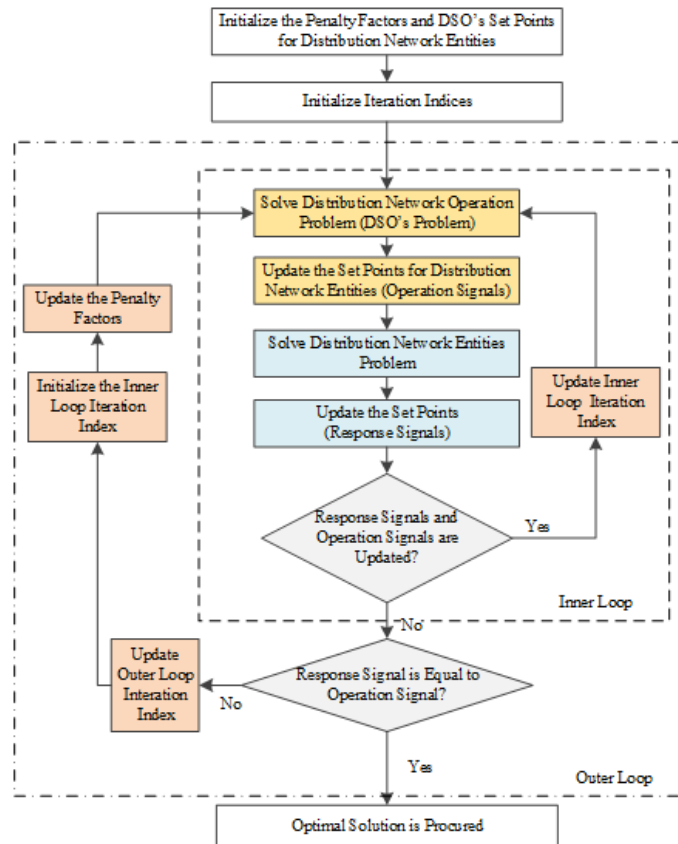 Initialize the Penalty Factors and DSO's Set Points
for Distribution Network Entities
Initialize Iteration Indices
Solve Distribution Network Operation
Problem (DSO's Problem)
Update the Set Points for Distribution
Network Entities (Operation Signals)
Update the Penalty
Factors
Solve Distribution Network Entities
Problem
Initialize the Inner
Loop Iteration
Index
Update Inner
Loop Iteration
Index
Update the Set Points
(Response Signals)
Response Signals and
Operation Signals are
Updated?
Yes
Inner Loop
No
Update
Outer Loop
Interation
Index
Response Signal is Equal to
Operation Signal?
No
Yes
Outer Loop
Optimal Solution is Procured